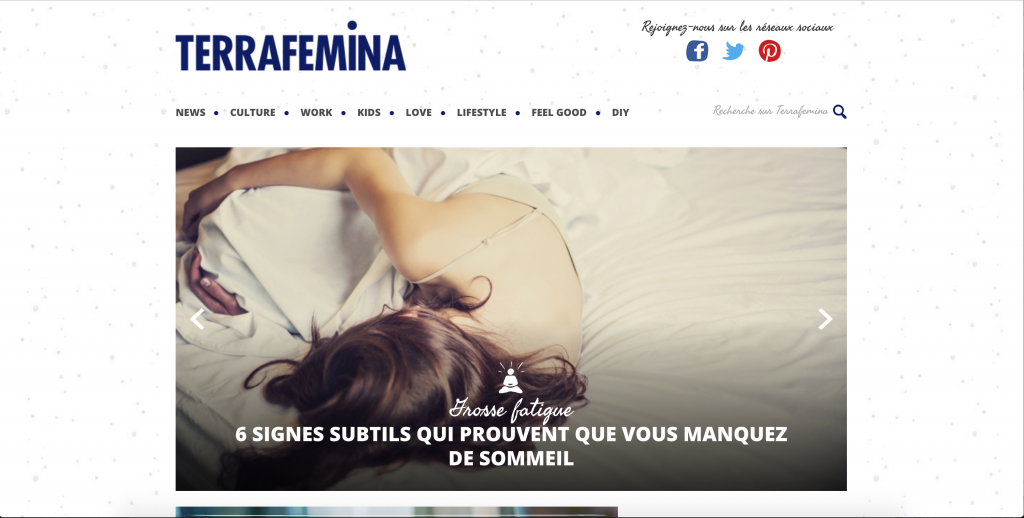 Rejoignez-nous sur les réseaux sociaux
TERRAFEMINA
NEWS • CULTURE • WORK • KIDS • LOVE • LIFESTYLE • FEEL GOOD • DIY
Recherche sur Terrafemina
Grosse fatigue
6 SIGNES SUBTILS QUI PROUVENT QUE VOUS MANQUEZ
DE SOMMEIL